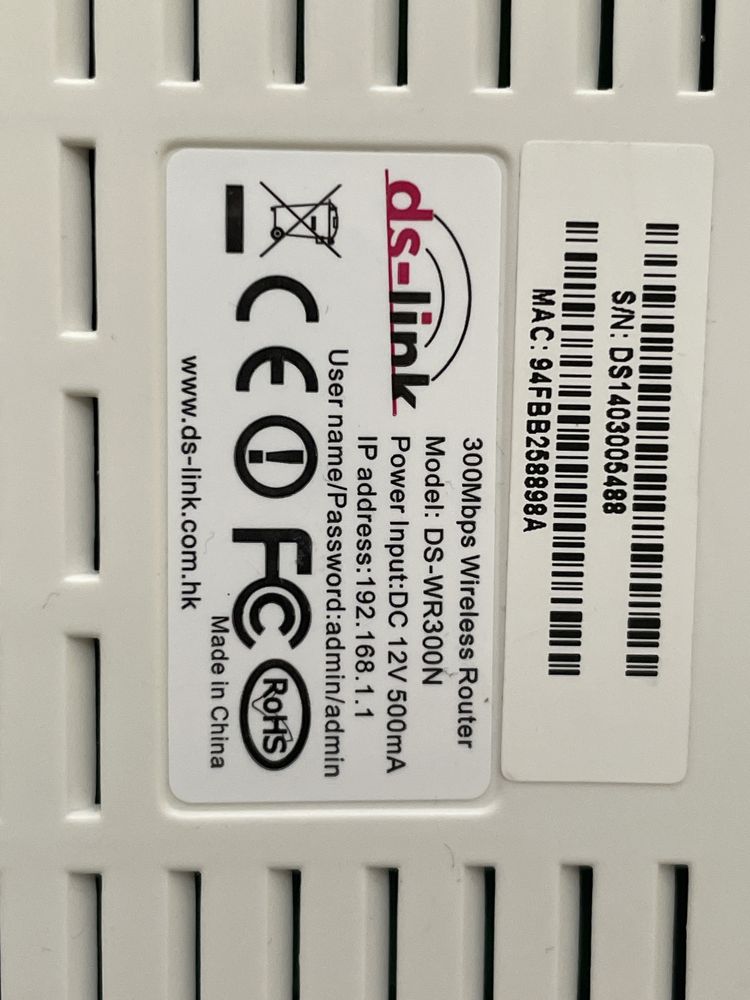 S/N: DS1403005488
MAC: 94FBB258898A
ds-link
300Mbps Wireless Router
Model: DS-WR300N
Power Input:DC 12V 500mA
IP address:192.168.1.1
User name/Password:admin/admin
CE FC RoHS
Made in China
www.ds-link.com.hk